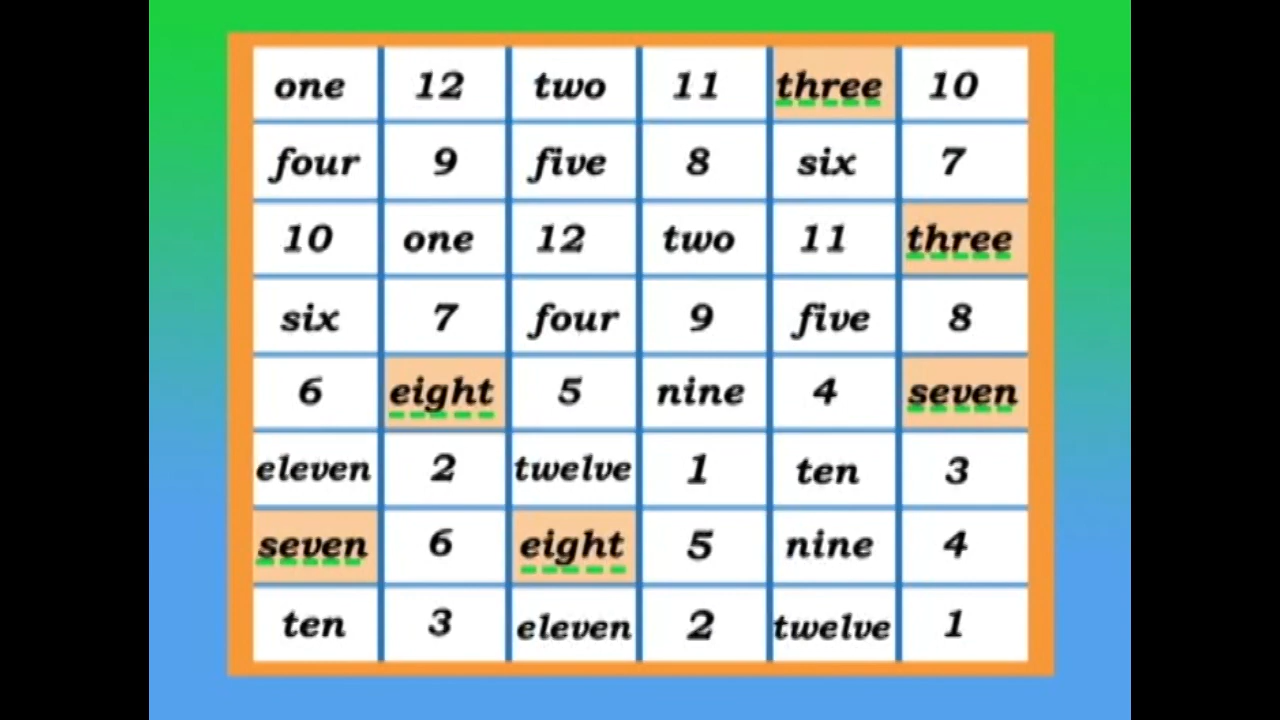 one 12 two 11 three 10
four 9 five 8 six 7
10 one 12 two 11 three
six 7 four 9 five 8
6 eight 5 nine 4 seven
eleven 2 twelve 1 ten 3
seven 6 eight 5 nine 4
ten 3 eleven 2 twelve 1